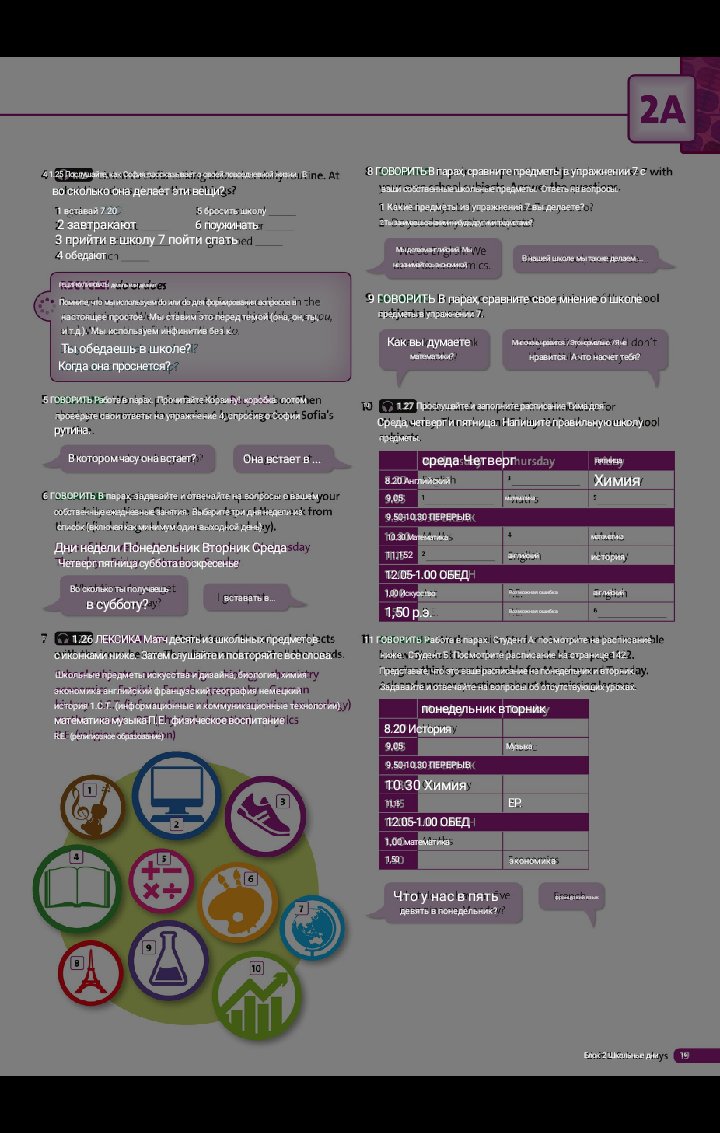 2A
4 1.25 Послушайте, как София рассказывает о своей повседневной жизни. В
во сколько она делает эти вещи?
1 вставай 7.20
5 бросить школу
2 завтракают
6 поужинать
3 прийти в школу 7 пойти спать
4 обедают
Помните, что мы используем do или do для формирования вопросов в
настоящее простое. Мы ставим это перед темой (она, он, ты,
и т.д.). Мы используем инфинитив без к.
Ты обедаешь в школе?
Когда она проснется?
5 ГОВОРИТЬ Работа в парах. Прочитайте Корзину! коробка. потом
проверьте свои ответы на упражнение 4, спросив о Софии
рутина.
В котором часу она встает?
Она встает в ...
6 ГОВОРИТЬ В парах, задавайте и отвечайте на вопросы о вашем
собственные ежедневные занятия. Выберите три дня недели из
список (включая как минимум один выходной день).
Дни недели Понедельник Вторник Среда
Четверг пятница суббота воскресенье
Во сколько ты получаешь
в субботу?
вставать в...
7 1.26 ЛЕКСИКА Матч десять из школьных предметов
с иконками ниже. Затем слушайте и повторяйте все слова.
Школьные предметы искусства и дизайна, биология, химия
экономика английский французский география немецкий
история 1.C.T. (информационные и коммуникационные технологии)
математика музыка П.Е. физическое воспитание
R.E. (религиозное образование)
1
2
3
4
5
6
7
8
9
10
8 ГОВОРИТЬ В парах, сравните предметы в упражнении 7 с
ваши собственные школьные предметы. Ответь на вопросы.
1 Какие предметы из упражнения 7 вы делаете?
Мы делаем английский. Мы
не занимайся экономикой
В нашей школе мы также делаем...
9 ГОВОРИТЬ В парах, сравните свое мнение о школе
предметы в упражнении 7.
Как вы думаете
математики?
нравится. А что насчет тебя?
10 1.27 Прослушайте и заполните расписание Тима для
Среда, четверг и пятница. Напишите правильную школу
предметы.
среда Четверг пятница
8.20 Английский 3 Химия
9,05 1 математика 5
9.50-10.30 ПЕРЕРЫВ
10.30 Математика 4 математика
11.152 английский история
12.05-1.00 ОБЕД
1,00 Искусство Возможная ошибка английский
1,50 р.э. Возможная ошибка 6
11 ГОВОРИТЬ Работа в парах. Студент А: посмотрите на расписание
ниже. Студент Б: Посмотрите расписание на странице 142.
Представьте, что это ваше расписание на понедельник и вторник.
Задавайте и отвечайте на вопросы об отсутствующих уроках.
понедельник вторник
8.20 История
9,05 Музыка
9.50-10.30 ПЕРЕРЫВ
10.30 Химия
11,15 EP.
12.05-1.00 ОБЕД
1,00 математика
1,50 экономика
Что у нас в пять
девять в понедельник?
французский язык
Блок 2 Школьные дни 19